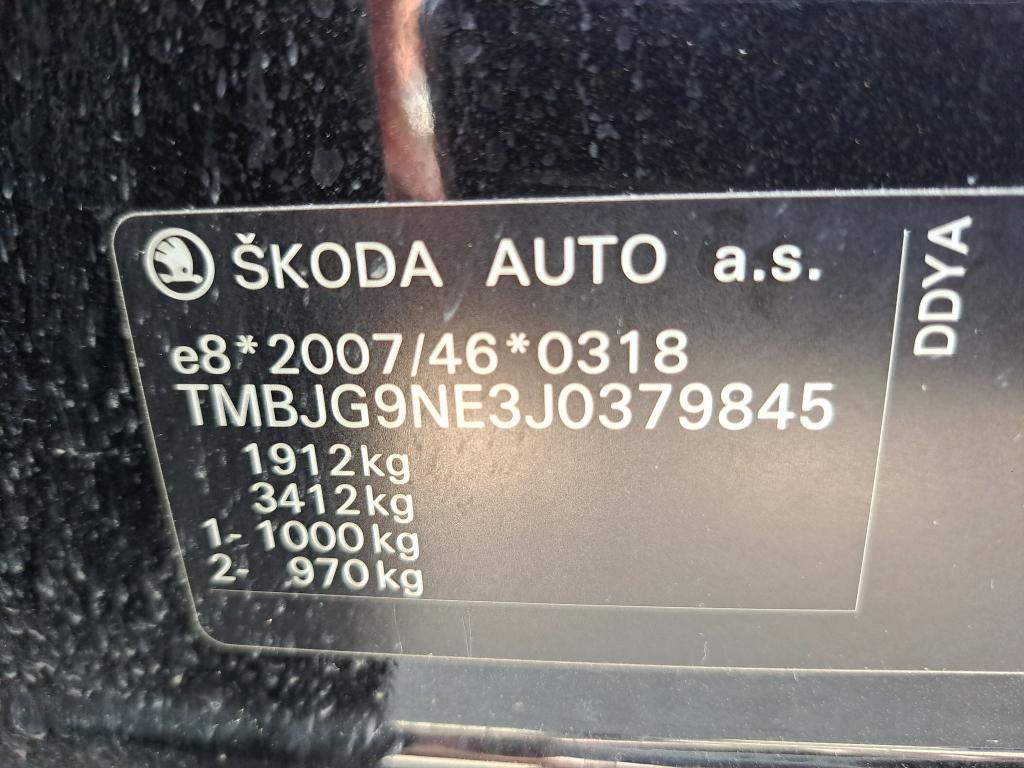 ŠKODA AUTO a.s.
e8*2007/46*0318
TMBJG9NE3J0379845
1912kg
3412kg
1- 1000kg
2- 970kg
DDYA